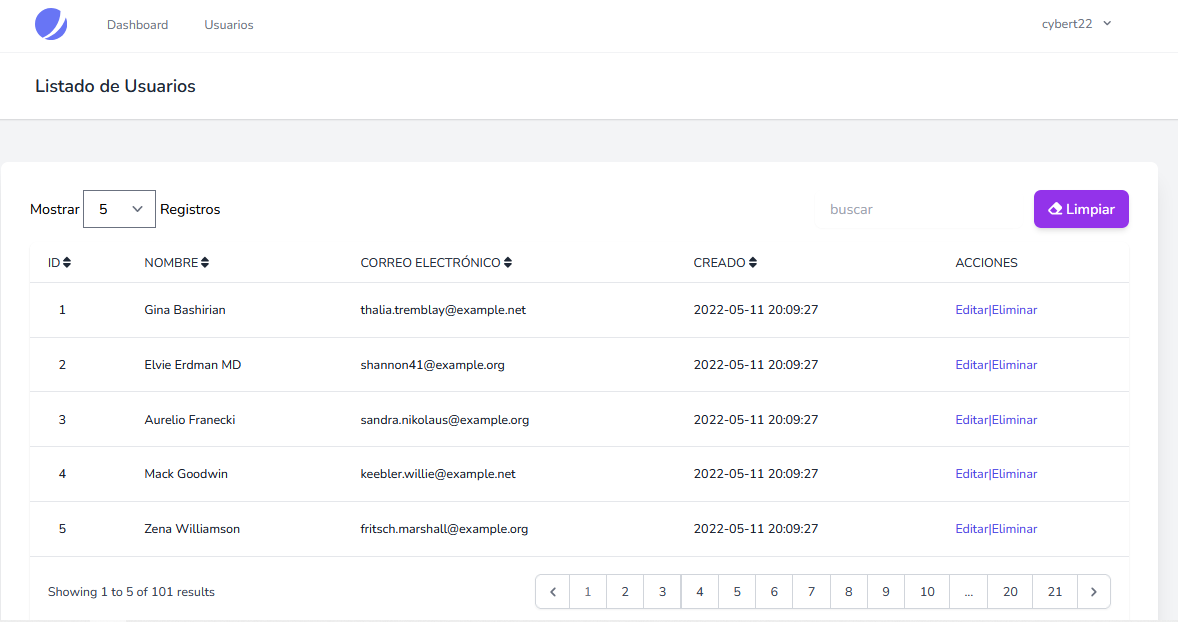 Dashboard Usuarios cybert22
Listado de Usuarios
Mostrar 5 Registros buscar Limpiar
ID NOMBRE CORREO ELECTRÓNICO CREADO ACCIONES
1 Gina Bashirian thalia.tremblay@example.net 2022-05-11 20:09:27 Editar|Eliminar
2 Elvie Erdman MD shannon41@example.org 2022-05-11 20:09:27 Editar|Eliminar
3 Aurelio Franecki sandra.nikolaus@example.org 2022-05-11 20:09:27 Editar|Eliminar
4 Mack Goodwin keebler.willie@example.net 2022-05-11 20:09:27 Editar|Eliminar
5 Zena Williamson fritsch.marshall@example.org 2022-05-11 20:09:27 Editar|Eliminar
Showing 1 to 5 of 101 results 1 2 3 4 5 6 7 8 9 10 ... 20 21